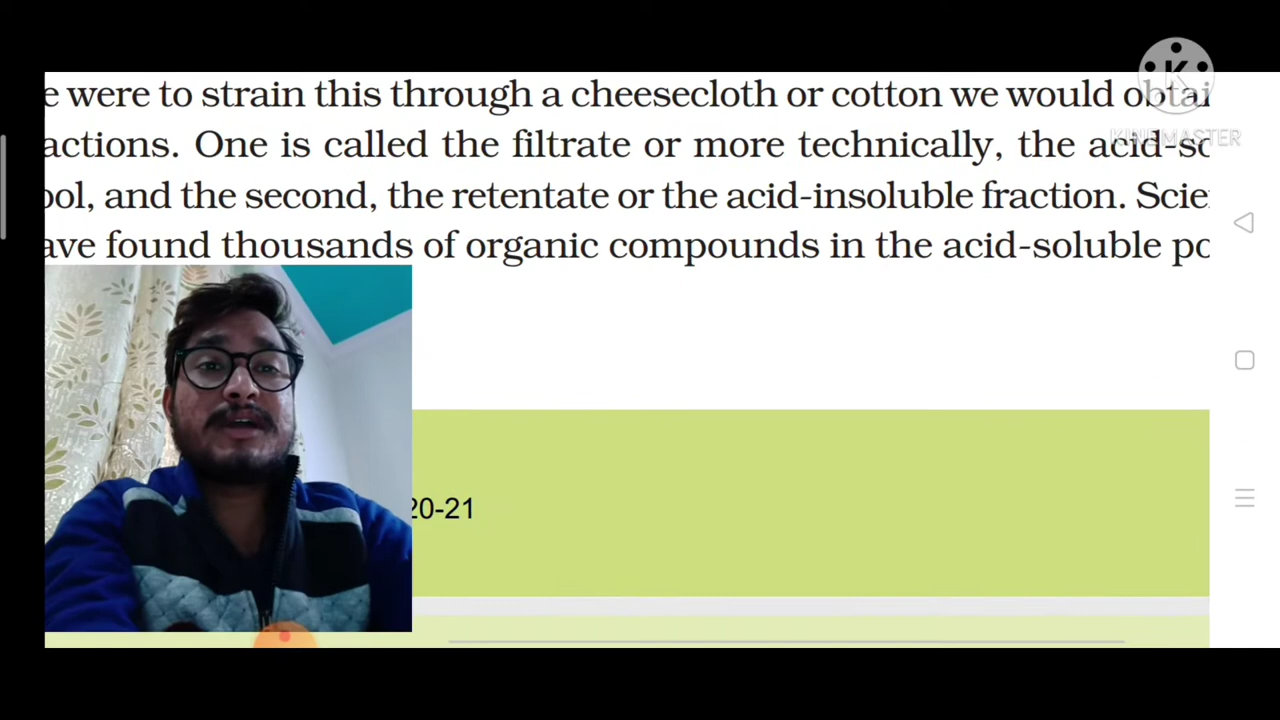 e were to strain this through a cheesecloth or cotton we would obtai
actions. One is called the filtrate or more technically, the acid-so
ool, and the second, the retentate or the acid-insoluble fraction. Scie
ave found thousands of organic compounds in the acid-soluble po
20-21
K
KINEMASTER